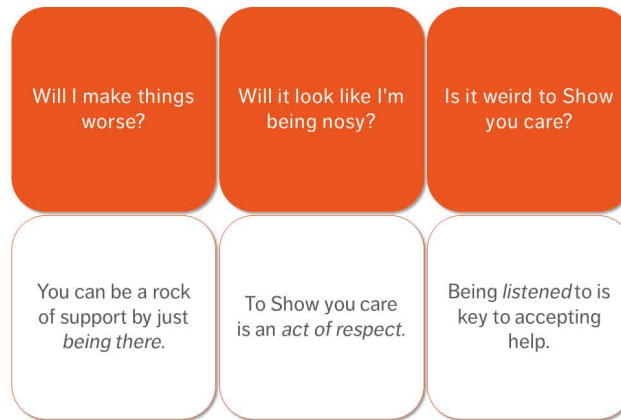 Will I make things
worse?
Will it look like I'm
being nosy?
Is it weird to Show
you care?
You can be a rock
of support by just
being there.
To Show you care
is an act of respect.
Being listened to is
key to accepting
help.